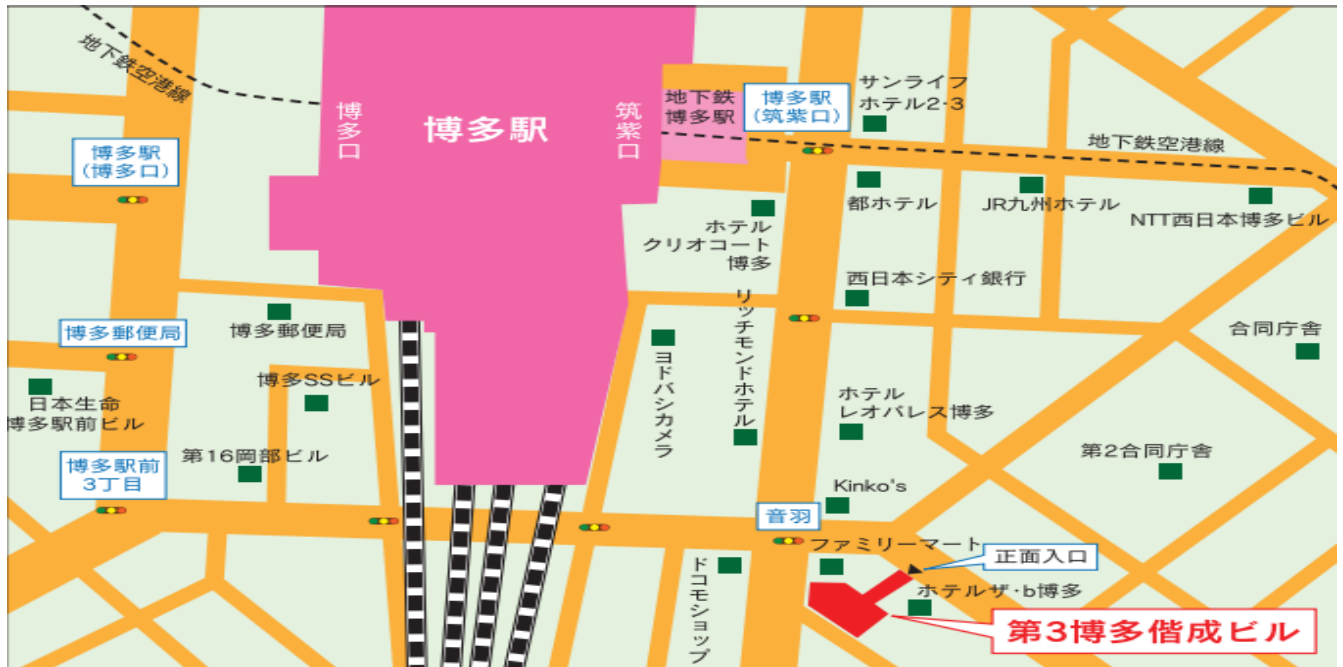 地下鉄空港線
博多口
博多駅
筑紫口
地下鉄
博多駅
博多駅
(筑紫口)
サンライフ
ホテル2・3
地下鉄空港線
博多駅
(博多口)
都ホテル
JR九州ホテル
NTT西日本博多ビル
ホテル
クリオコート
博多
西日本シティ銀行
リッチモンドホテル
博多郵便局
博多郵便局
ヨドバシカメラ
合同庁舎
博多SSビル
日本生命
博多駅前ビル
ホテル
レオパレス博多
第16岡部ビル
第2合同庁舎
博多駅前
3丁目
Kinko's
音羽
ファミリーマート
正面入口
ドコモショップ
ホテルザ・b博多
第3博多偕成ビル